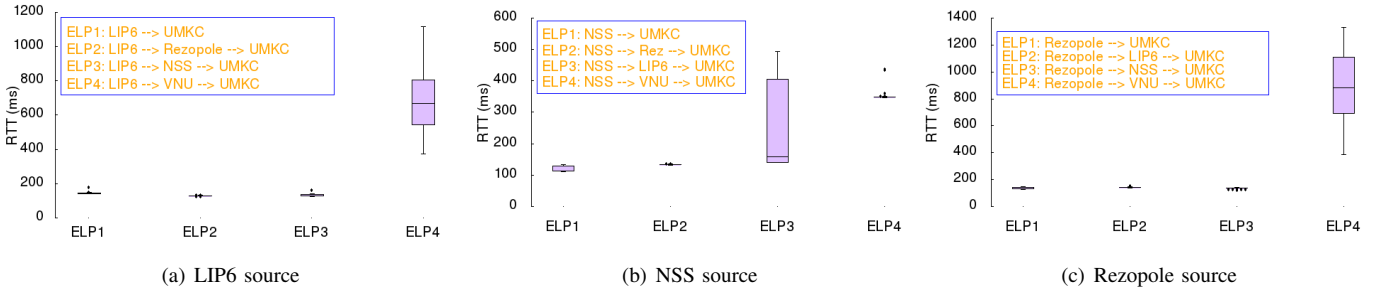 1200
1000
800
600
400
200
0
RTT (ms)
ELP1: LIP6 --> UMKC
ELP2: LIP6 --> Rezopole --> UMKC
ELP3: LIP6 --> NSS --> UMKC
ELP4: LIP6 --> VNU --> UMKC
ELP1 ELP2 ELP3 ELP4
(a) LIP6 source
600
500
400
300
200
100
0
RTT (ms)
ELP1: NSS --> UMKC
ELP2: NSS --> Rez --> UMKC
ELP3: NSS --> LIP6 --> UMKC
ELP4: NSS --> VNU --> UMKC
ELP1 ELP2 ELP3 ELP4
(b) NSS source
1400
1200
1000
800
600
400
200
0
RTT (ms)
ELP1: Rezopole --> UMKC
ELP2: Rezopole --> LIP6 --> UMKC
ELP3: Rezopole --> NSS --> UMKC
ELP4: Rezopole --> VNU --> UMKC
ELP1 ELP2 ELP3 ELP4
(c) Rezopole source